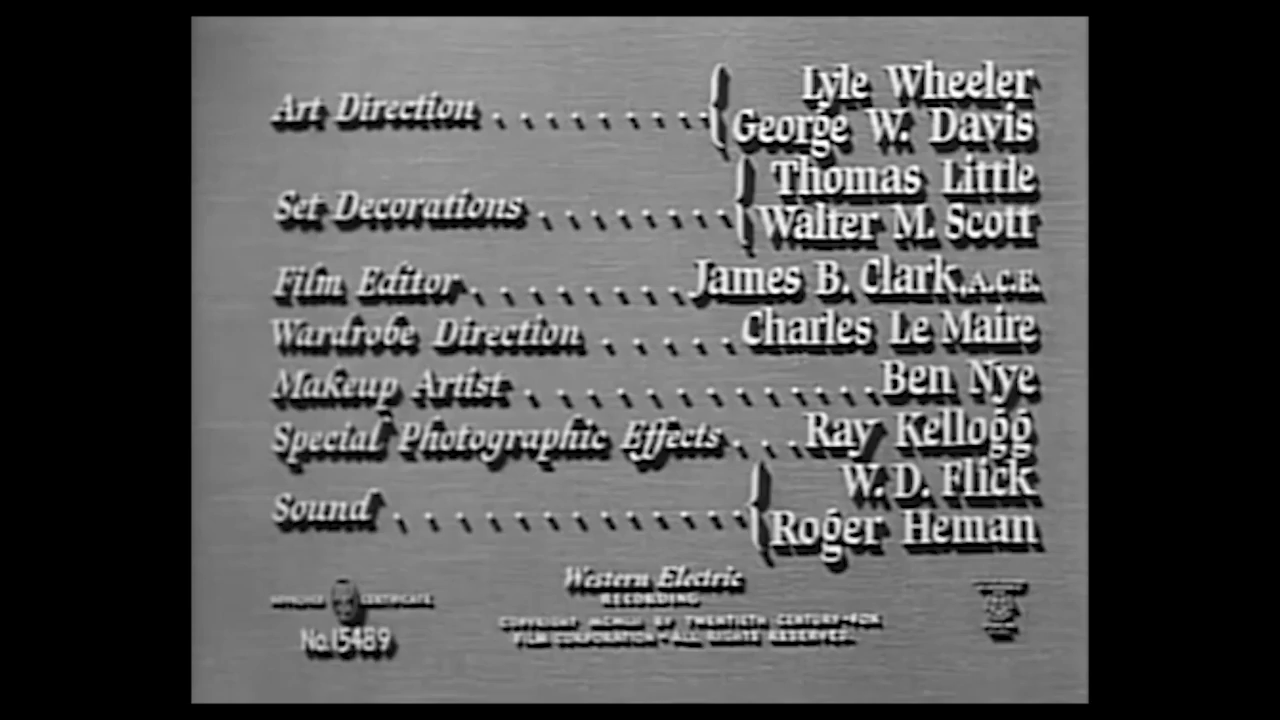 Art Direction . . . . . . . . . { Lyle Wheeler
George W. Davis
Set Decorations . . . . . . . . { Thomas Little
Walter M. Scott
Film Editor . . . . . . . . James B. Clark, A.C.E.
Wardrobe Direction . . . . . Charles Le Maire
Makeup Artist . . . . . . . . . . . . Ben Nye
Special Photographic Effects . . . Ray Kellogg
Sound . . . . . . . . . . . . { W. D. Flick
Roger Heman
Western Electric
RECORDING
APPROVED CERTIFICATE
No. 15489
COPYRIGHT BY TWENTIETH CENTURY-FOX
FILM CORPORATION - ALL RIGHTS RESERVED.